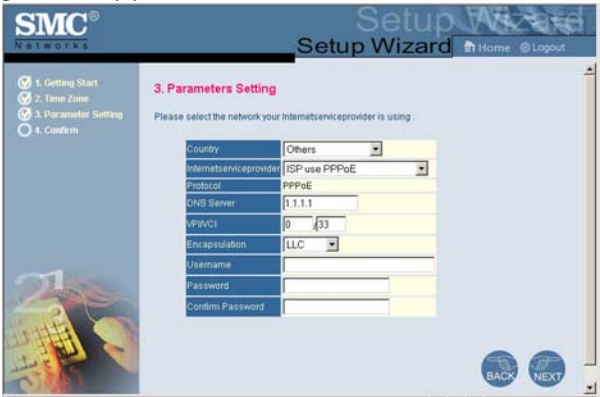 SMC®
Networks
Setup Wizard
Setup Wizard
Home
Logout
1. Getting Start
2. Time Zone
3. Parameter Setting
4. Confirm
3. Parameters Setting
Please select the network your Internetserviceprovider is using :
Country Others
Internetserviceprovider ISP use PPPoE
Protocol PPPoE
DNS Server 1.1.1.1
VPI/VCI 0 /33
Encapsulation LLC
Username
Password
Confirm Password
BACK
NEXT